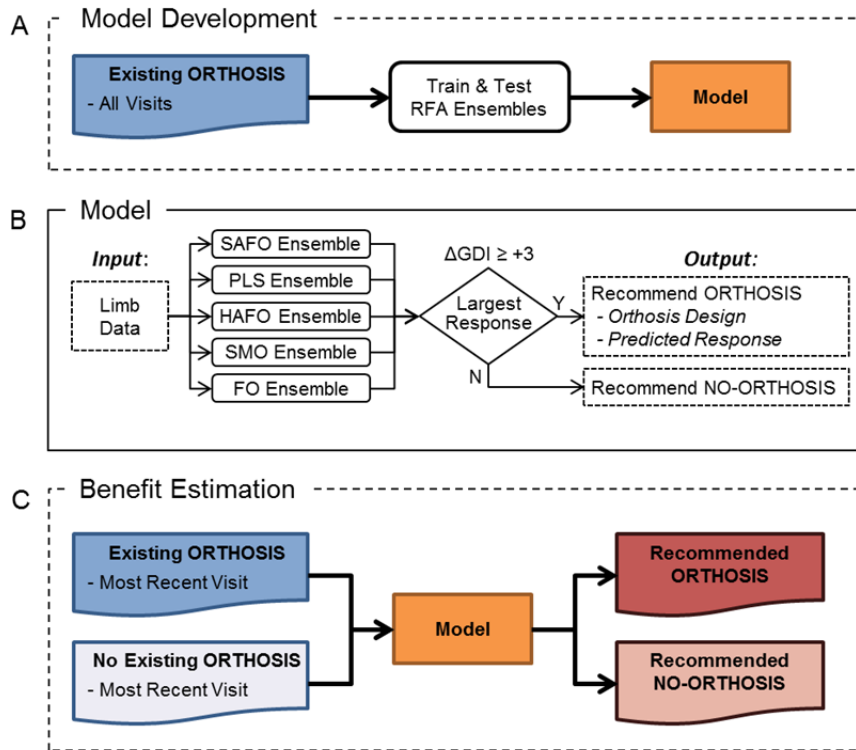 A
Model Development
Existing ORTHOSIS
- All Visits
Train & Test
RFA Ensembles
Model
B
Model
Input:
Limb
Data
SAFO Ensemble
PLS Ensemble
HAFO Ensemble
SMO Ensemble
FO Ensemble
ΔGDI ≥ +3
Largest
Response
Y
N
Output:
Recommend ORTHOSIS
- Orthosis Design
- Predicted Response
Recommend NO-ORTHOSIS
C
Benefit Estimation
Existing ORTHOSIS
- Most Recent Visit
No Existing ORTHOSIS
- Most Recent Visit
Model
Recommended
ORTHOSIS
Recommended
NO-ORTHOSIS